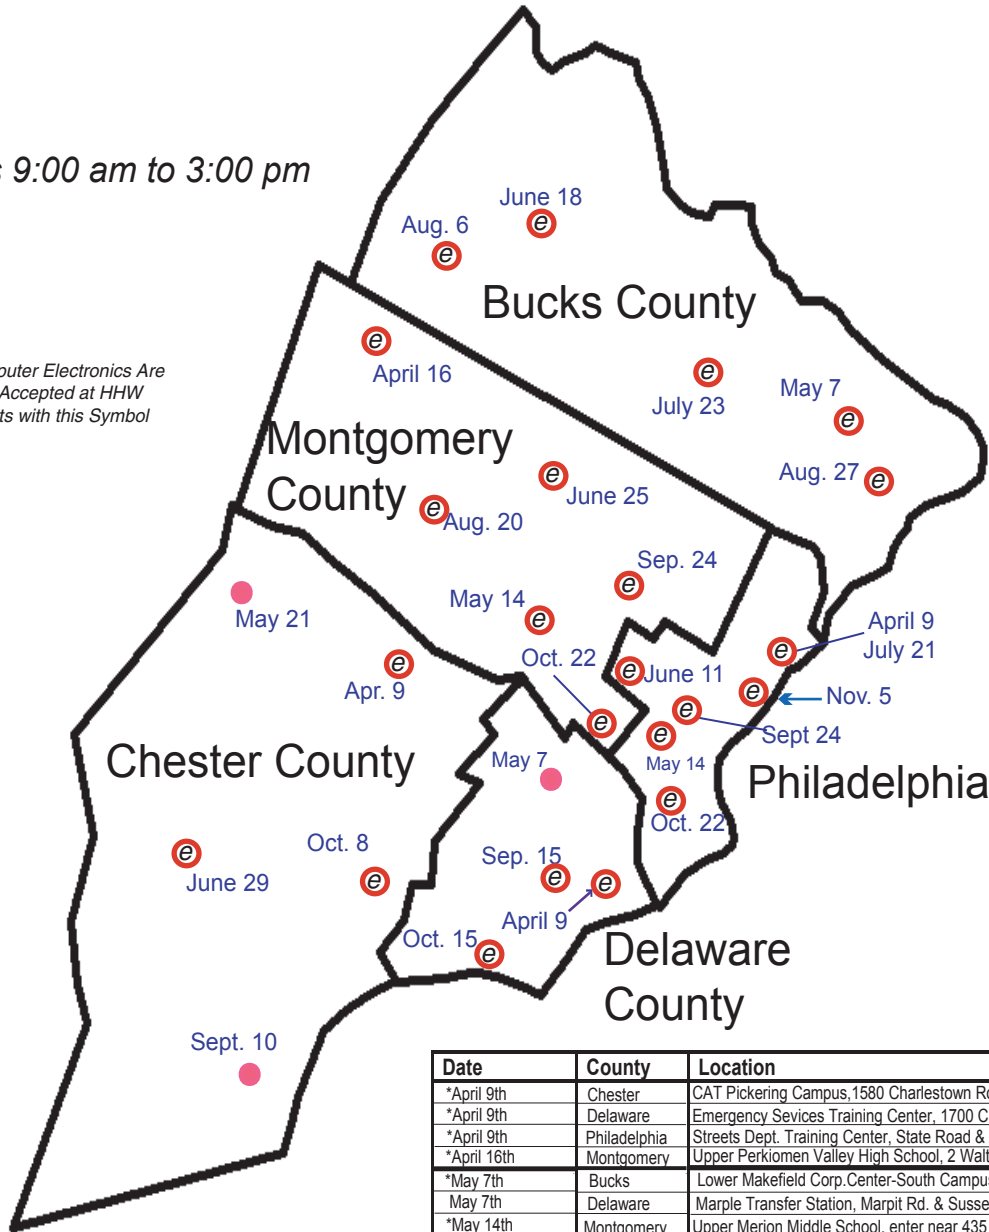 s 9:00 am to 3:00 pm
June 18
Aug. 6
e
e
Bucks County
e
April 16
outer Electronics Are
Accepted at HHW
ts with this Symbol
e
July 23
May 7
e
Montgomery
County
Aug. 27
e
e
June 25
e
Aug. 20
Sep. 24
e
May 21
May 14
e
April 9
July 21
e
Oct. 22
e
June 11
Apr. 9
e
e
Nov. 5
e
Sept 24
e
e
May 14
Chester County
May 7
Philadelphia
e
Oct. 22
e
June 29
Oct. 8
e
Sep. 15
e
e
April 9
Oct. 15
e
Delaware
County
Sept. 10
Date County Location
*April 9th Chester CAT Pickering Campus,1580 Charlestown
*April 9th Delaware Emergency Sevices Training Center, 1700
*April 9th Philadelphia Streets Dept. Training Center, State Road &
*April 16th Montgomery Upper Perkiomen Valley High School, 2
*May 7th Bucks Lower Makefield Corp.Center-South
May 7th Delaware Marple Transfer Station, Marpit Rd. &
*May 14th Montgomery Upper Merion Middle School, enter near 435